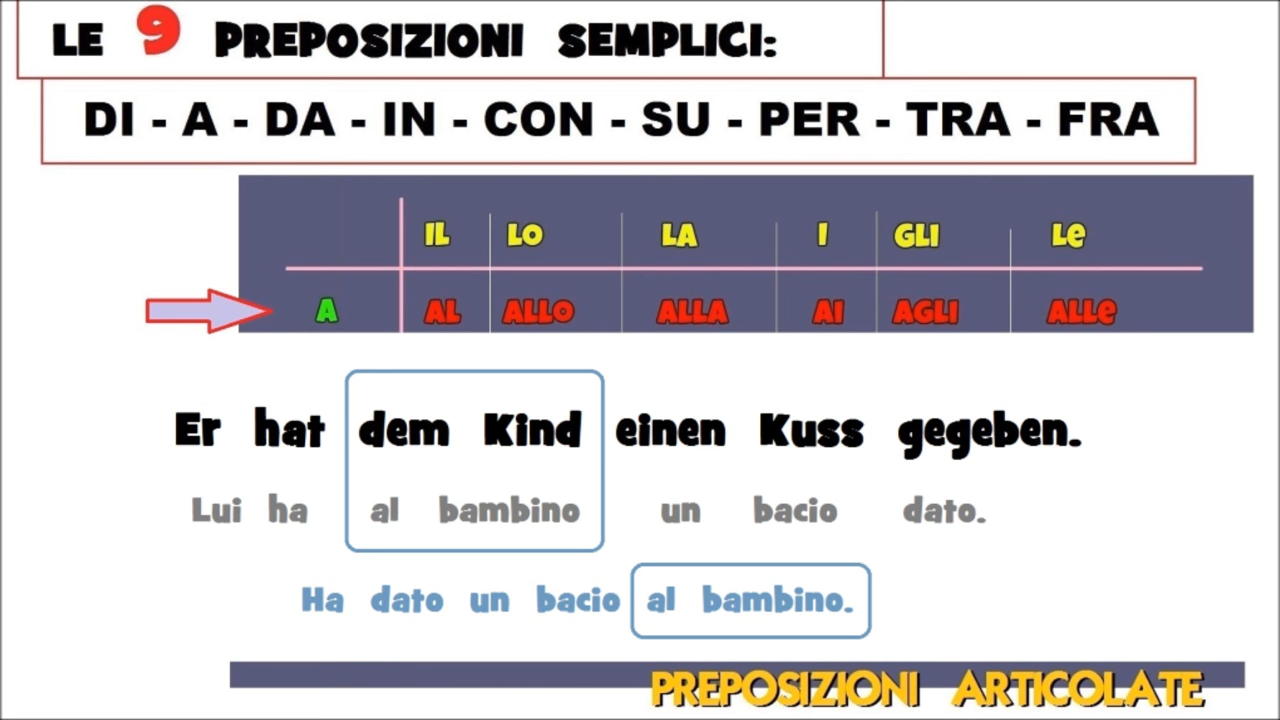 LE 9 PREPOSIZIONI SEMPLICI:
DI - A - DA - IN - CON - SU - PER - TRA - FRA
IL LO LA I GLI Le
A AL ALLO ALLA AI AGLI ALLe
Er hat dem Kind einen Kuss gegeben.
Lui ha al bambino un bacio dato.
Ha dato un bacio al bambino.
PREPOSIZIONI ARTICOLATE